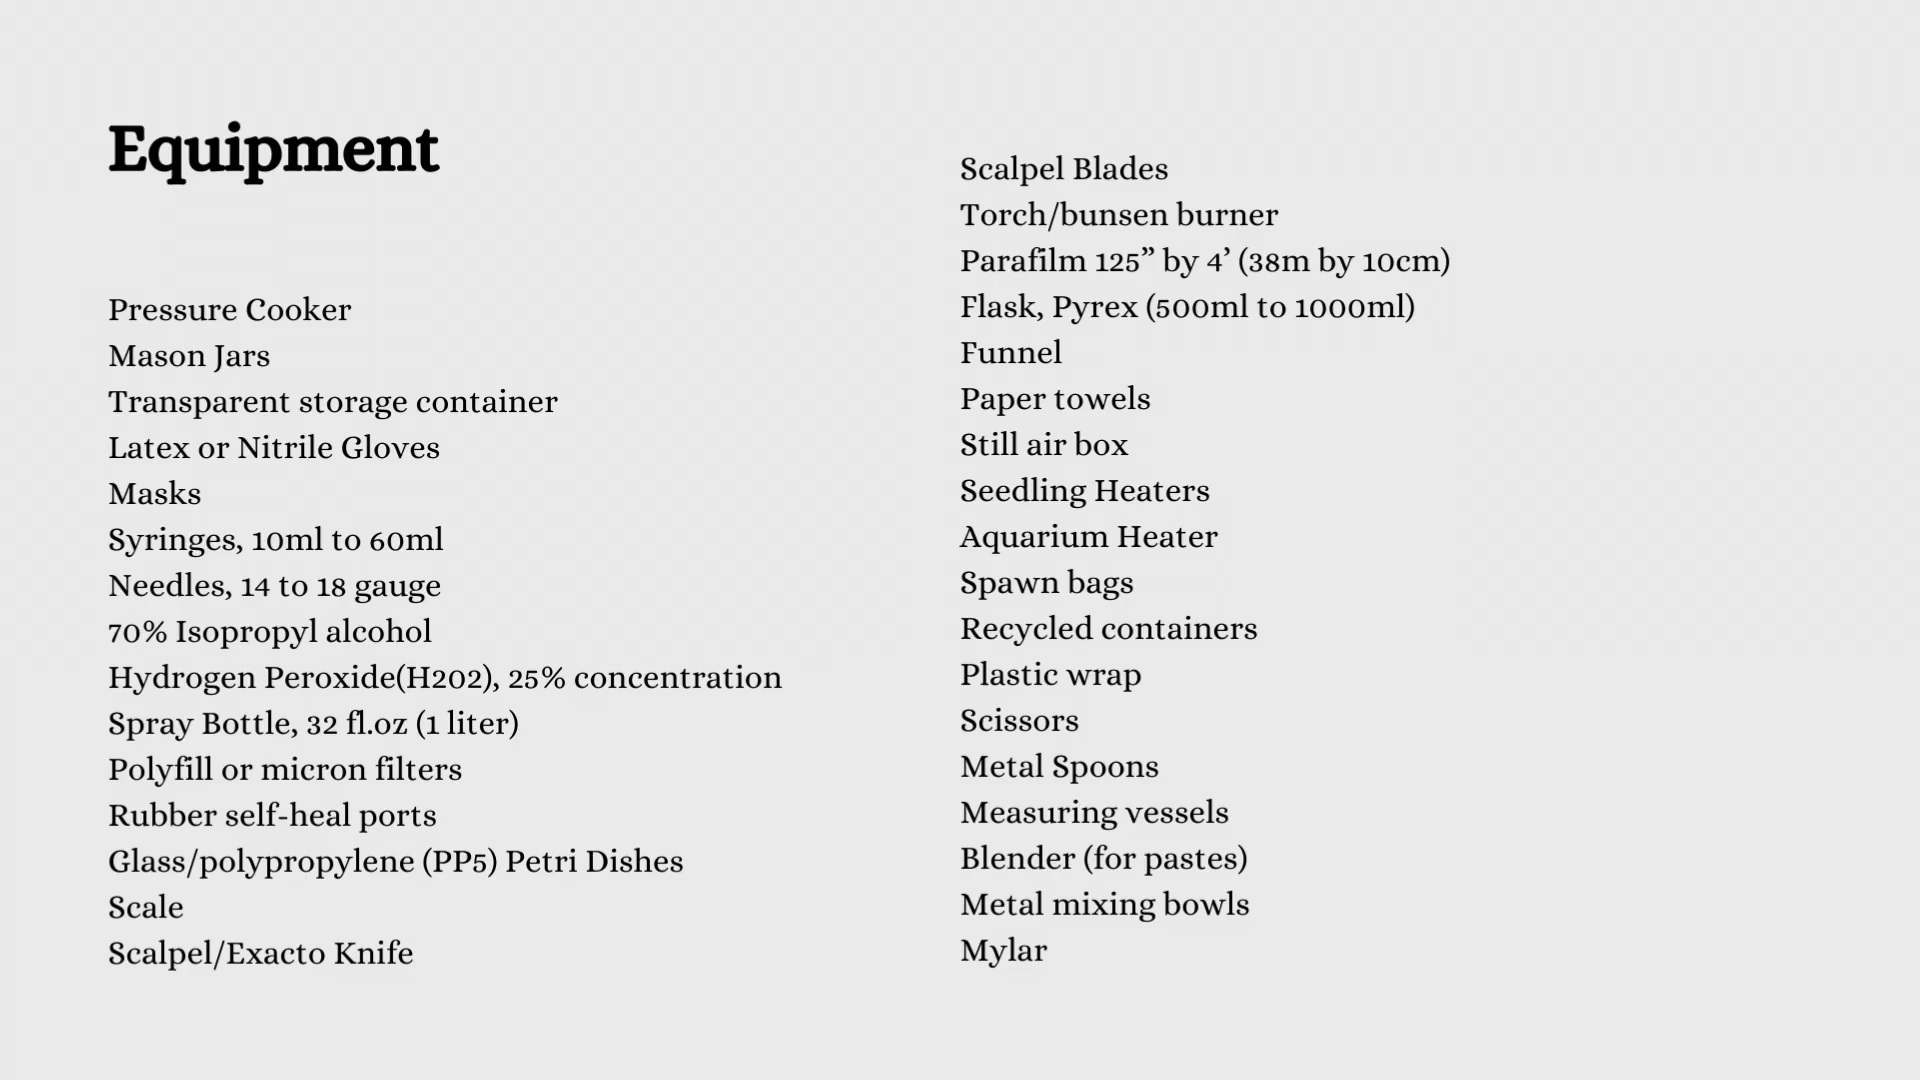 Equipment
Pressure Cooker
Mason Jars
Transparent storage container
Latex or Nitrile Gloves
Masks
Syringes, 10ml to 60ml
Needles, 14 to 18 gauge
70% Isopropyl alcohol
Hydrogen Peroxide(H202), 25% concentration
Spray Bottle, 32 fl.oz (1 liter)
Polyfill or micron filters
Rubber self-heal ports
Glass/polypropylene (PP5) Petri Dishes
Scale
Scalpel/Exacto Knife
Scalpel Blades
Torch/bunsen burner
Parafilm 125” by 4’ (38m by 10cm)
Flask, Pyrex (500ml to 1000ml)
Funnel
Paper towels
Still air box
Seedling Heaters
Aquarium Heater
Spawn bags
Recycled containers
Plastic wrap
Scissors
Metal Spoons
Measuring vessels
Blender (for pastes)
Metal mixing bowls
Mylar